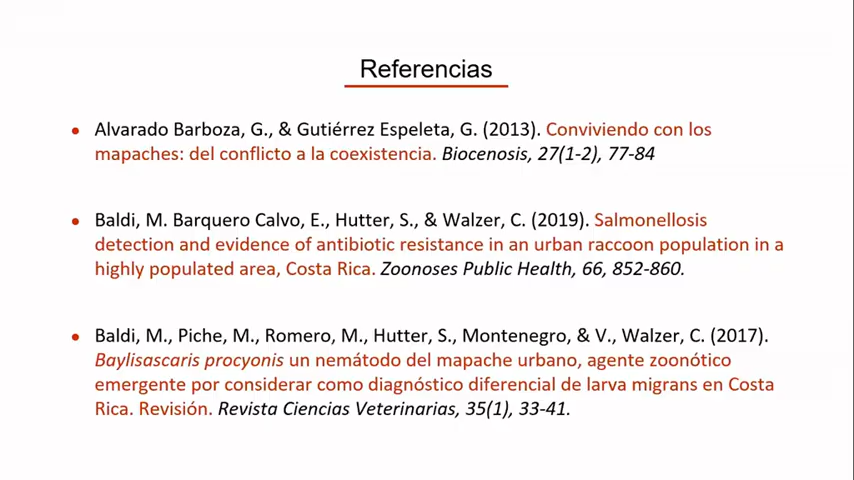 Referencias
• Alvarado Barboza, G., & Gutiérrez Espeleta, G. (2013). Conviviendo con los
mapaches: del conflicto a la coexistencia. Biocenosis, 27(1-2), 77-84
• Baldi, M. Barquero Calvo, E., Hutter, S., & Walzer, C. (2019). Salmonellosis
detection and evidence of antibiotic resistance in an urban raccoon population in a
highly populated area, Costa Rica. Zoonoses Public Health, 66, 852-860.
• Baldi, M., Piche, M., Romero, M., Hutter, S., Montenegro, & V., Walzer, C. (2017).
Baylisascaris procyonis un nemátodo del mapache urbano, agente zoonótico
emergente por considerar como diagnóstico diferencial de larva migrans en Costa
Rica. Revisión. Revista Ciencias Veterinarias, 35(1), 33-41.